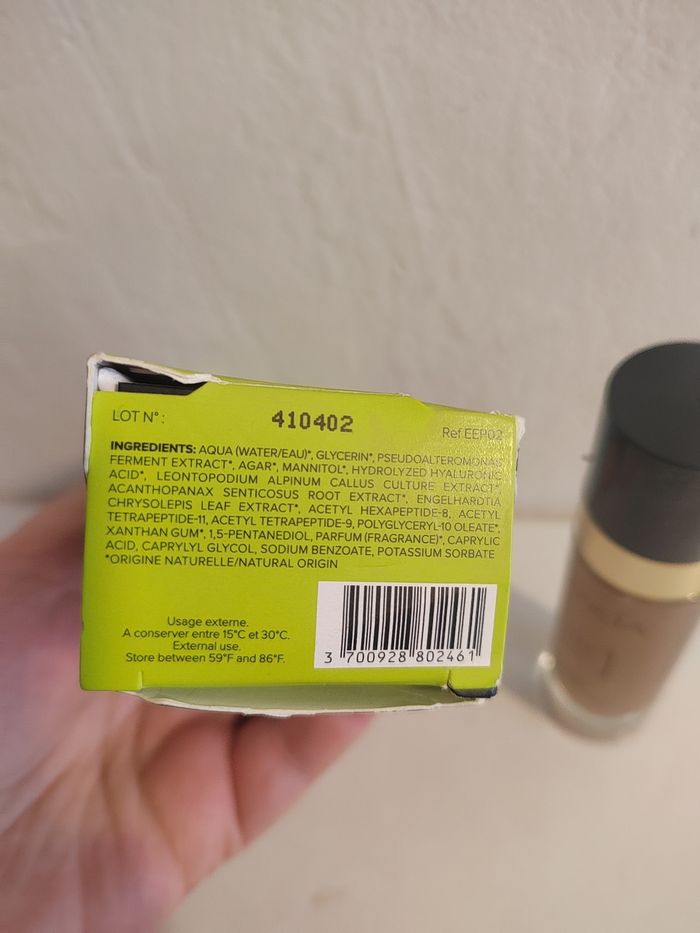 LOT N° :
410402
Ref EEP02
INGREDIENTS: AQUA (WATER/EAU)*, GLYCERIN*, PSEUDOALTEROMONAS
FERMENT EXTRACT*, AGAR*, MANNITOL*, HYDROLYZED HYALURONIC
ACID*, LEONTOPODIUM ALPINUM CALLUS CULTURE EXTRACT*,
ACANTHOPANAX SENTICOSUS ROOT EXTRACT*, ENGELHARDTIA
CHRYSOLEPIS LEAF EXTRACT*, ACETYL HEXAPEPTIDE-8, ACETYL
TETRAPEPTIDE-11, ACETYL TETRAPEPTIDE-9, POLYGLYCERYL-10 OLEATE*,
XANTHAN GUM*, 1,5-PENTANEDIOL, PARFUM (FRAGRANCE)*, CAPRYLIC
ACID, CAPRYLYL GLYCOL, SODIUM BENZOATE, POTASSIUM SORBATE
*ORIGINE NATURELLE/NATURAL ORIGIN
Usage externe.
A conserver entre 15°C et 30°C.
External use.
Store between 59°F and 86°F.
3 700928 802461